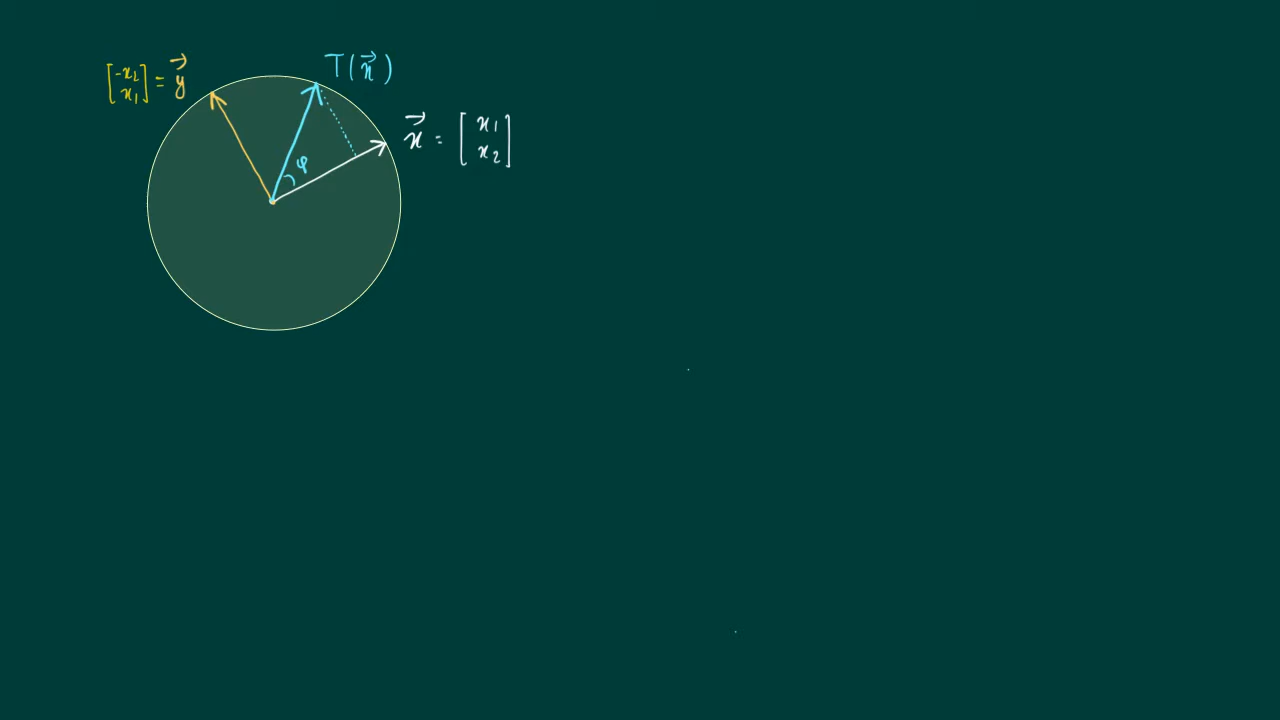 [-x₂ x₁] = y⃗
T(x⃗)
x⃗ = [x₁ x₂]
φ